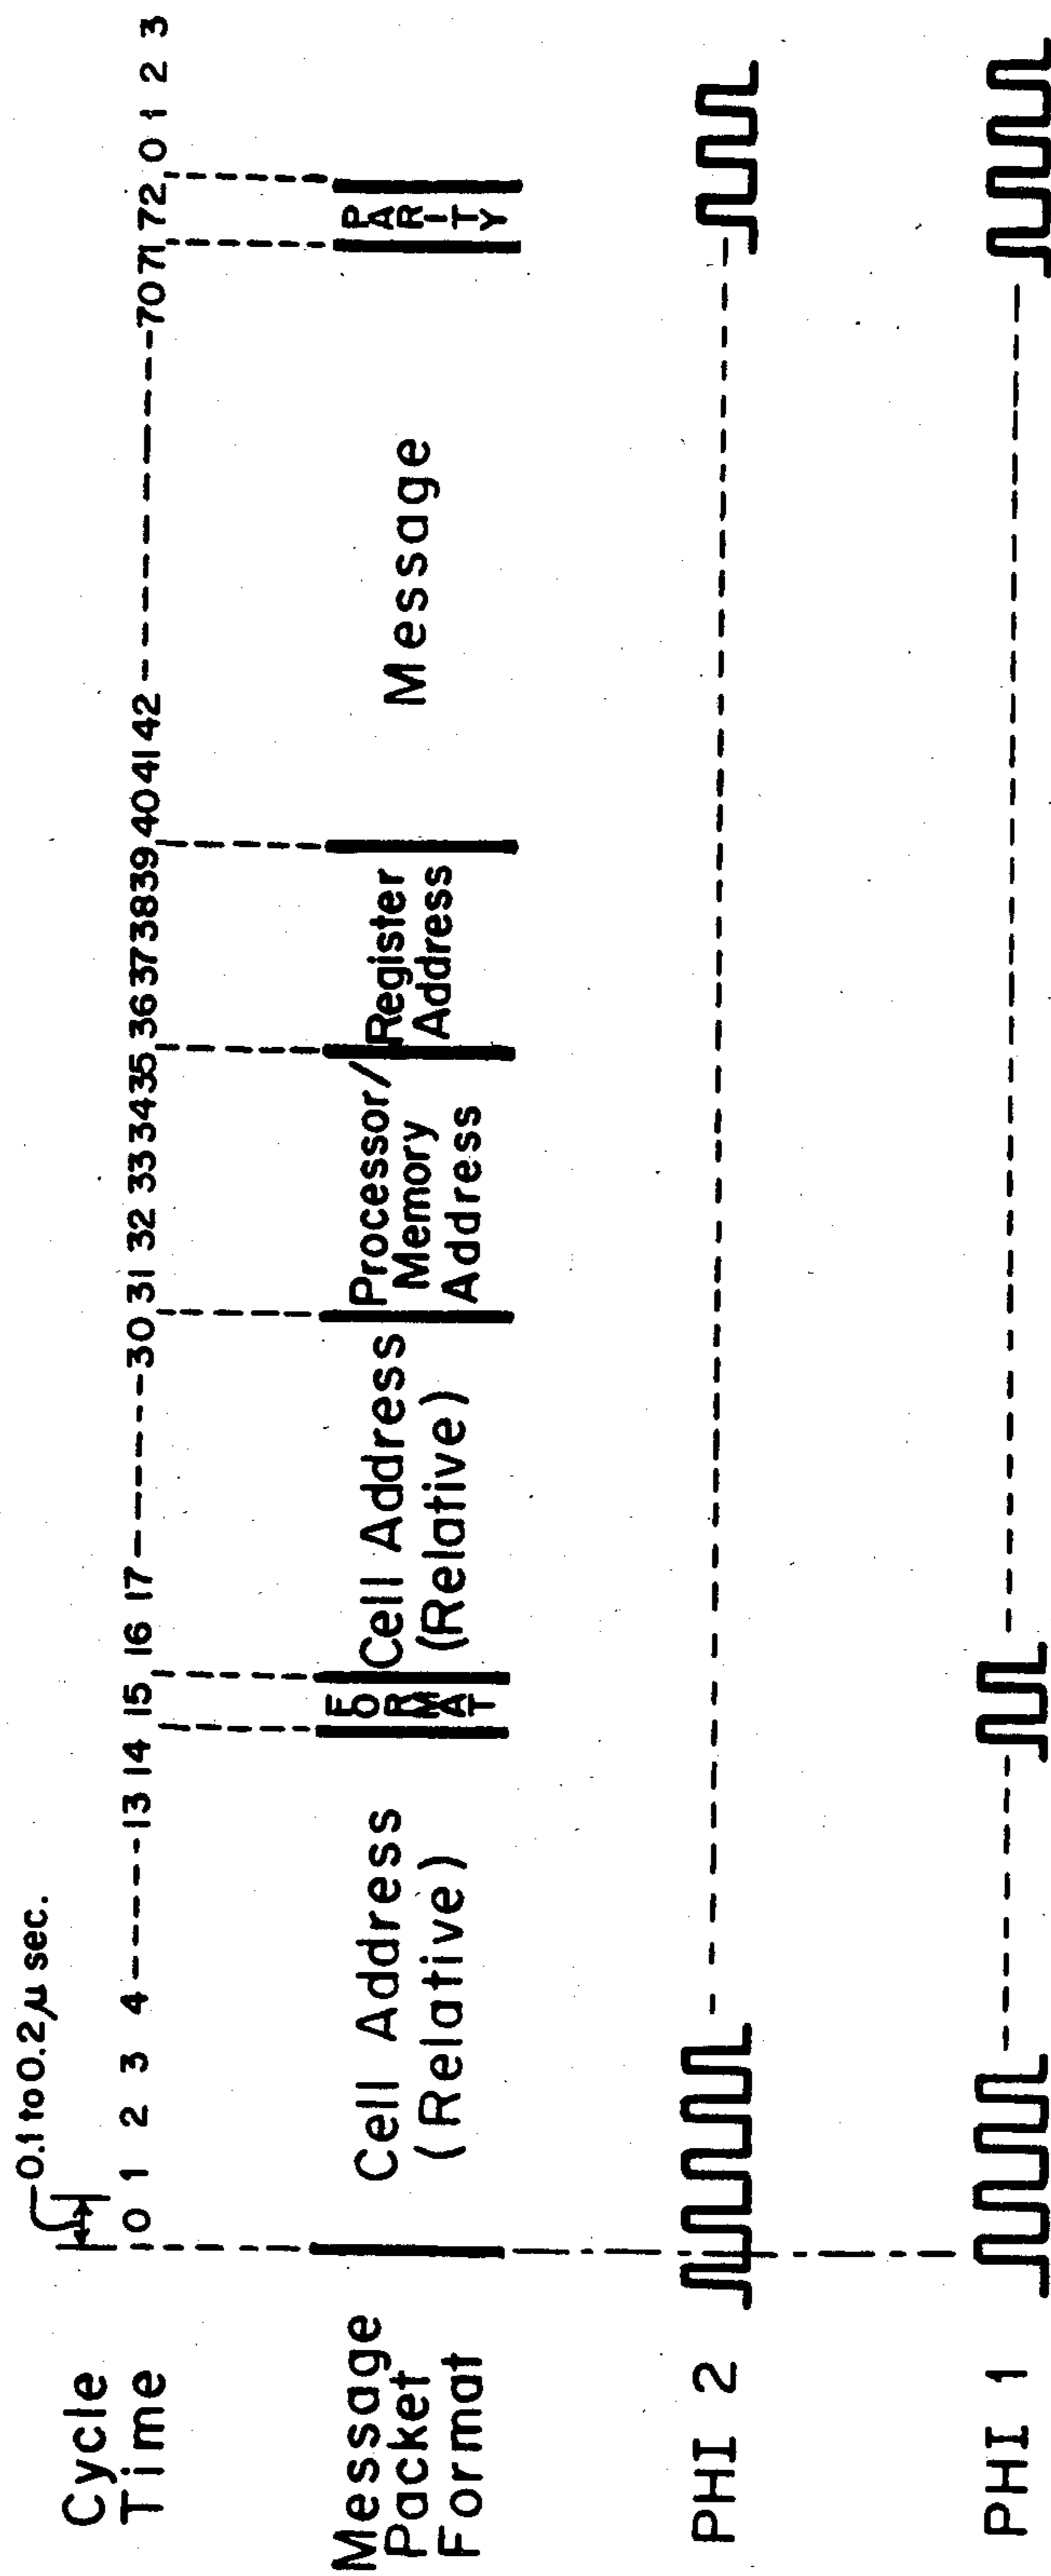 0.1 to 0.2 µ sec.
Cycle
Time
0 1 2 3 4 13 14 15 16 17 30 31 32 33 34 35 36 37 38 39 40 41 42 70 71 72 0 1 2 3
Message
Packet
Format
Cell Address
(Relative)
FORMAT
Cell Address
(Relative)
Processor/
Memory
Address
Register
Address
Message
PARITY
PHI 2
PHI 1